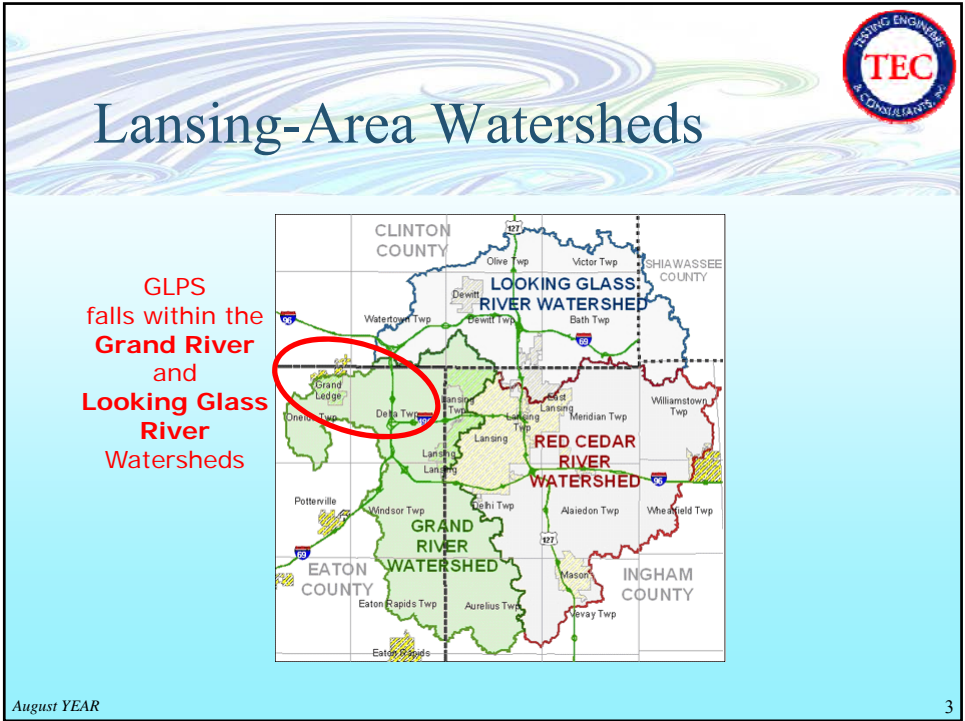 TESTING ENGINEERS
TEC
& CONSULTANTS, INC
Lansing-Area Watersheds
GLPS
falls within the
Grand River
and
Looking Glass
River
Watersheds
CLINTON
COUNTY
127
Olive Twp
Victor Twp
SHIAWASSEE
COUNTY
LOOKING GLASS
RIVER WATERSHED
Dewitt
96
Watertown Twp
Dewitt Twp
Bath Twp
69
Grand
Ledge
Oneida Twp
Delta Twp
Lansing
Twp
Lansing
Twp
East
Lansing
Meridian Twp
Williamstown
Twp
Lansing
RED CEDAR
RIVER
WATERSHED
96
Lansing
Lansing
Potterville
Windsor Twp
Delhi Twp
Alaiedon Twp
Wheatfield Twp
GRAND
RIVER
WATERSHED
127
69
EATON
COUNTY
Mason
INGHAM
COUNTY
Eaton Rapids Twp
Aurelius Twp
Vevay Twp
Eaton Rapids
August YEAR
3